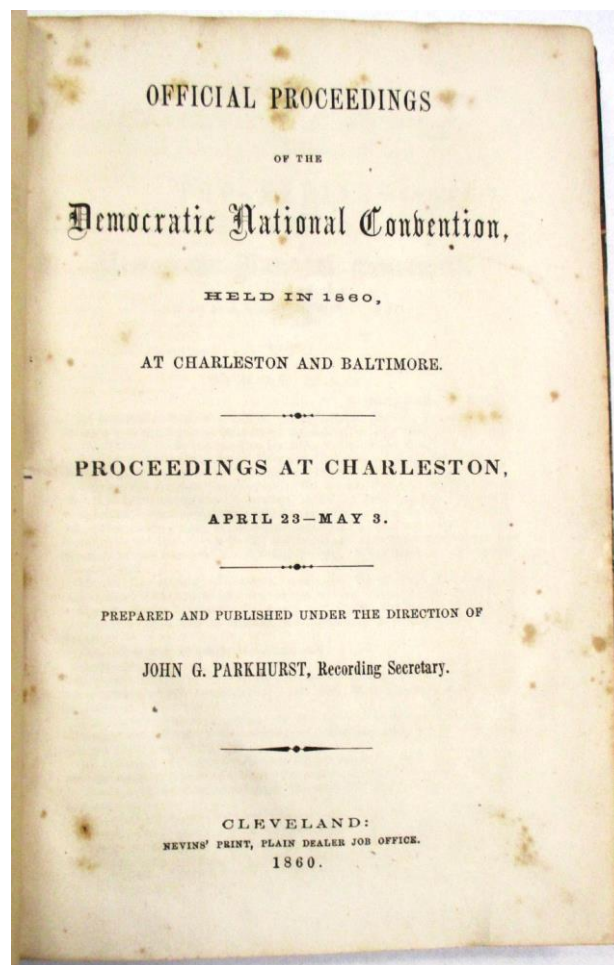 OFFICIAL PROCEEDINGS
OF THE
Democratic National Convention,
HELD IN 1860,
AT CHARLESTON AND BALTIMORE.
PROCEEDINGS AT CHARLESTON,
APRIL 23—MAY 3.
PREPARED AND PUBLISHED UNDER THE DIRECTION OF
JOHN G. PARKHURST, Recording Secretary.
CLEVELAND:
NEVINS' PRINT, PLAIN DEALER JOB OFFICE.
1860.